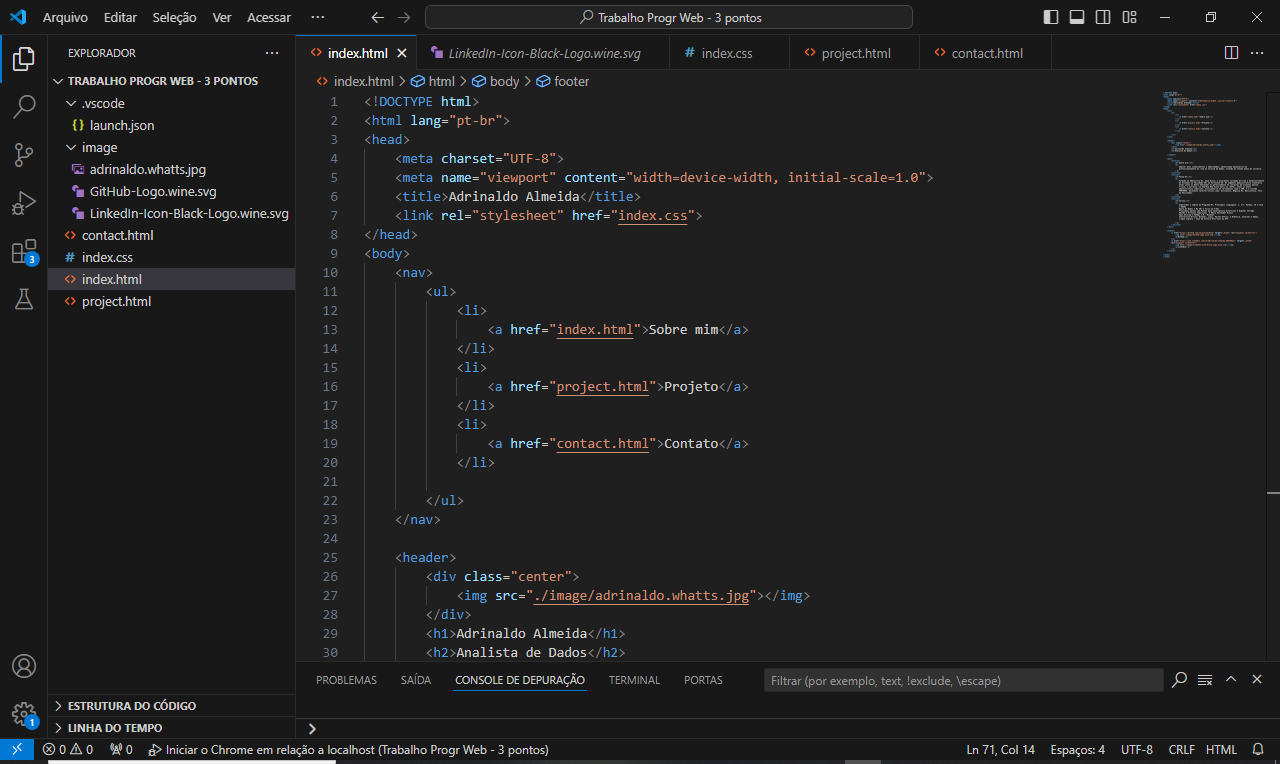 Arquivo Editar Seleção Ver Acessar ··· Trabalho Progr Web - 3 pontos
EXPLORADOR ···
TRABALHO PROGR WEB - 3 PONTOS
.vscode
launch.json
image
adrinaldo.whatts.jpg
GitHub-Logo.wine.svg
LinkedIn-Icon-Black-Logo.wine.svg
contact.html
index.css
index.html
project.html
3
1
ESTRUTURA DO CÓDIGO
LINHA DO TEMPO
index.html LinkedIn-Icon-Black-Logo.wine.svg index.css project.html contact.html ···
index.html > html > body > footer
1 <!DOCTYPE html>
2 <html lang="pt-br">
3 <head>
4 <meta charset="UTF-8">
5 <meta name="viewport" content="width=device-width, initial-scale=1.0">
6 <title>Adrinaldo Almeida</title>
7 <link rel="stylesheet" href="index.css">
8 </head>
9 <body>
10 <nav>
11 <ul>
12 <li>
13 <a href="index.html">Sobre mim</a>
14 </li>
15 <li>
16 <a href="project.html">Projeto</a>
17 </li>
18 <li>
19 <a href="contact.html">Contato</a>
20 </li>
21
22 </ul>
23 </nav>
24
25 <header>
26 <div class="center">
27 <img src="./image/adrinaldo.whatts.jpg"></img>
28 </div>
29 <h1>Adrinaldo Almeida</h1>
30 <h2>Analista de Dados</h2>
PROBLEMAS SAÍDA CONSOLE DE DEPURAÇÃO TERMINAL PORTAS Filtrar (por exemplo, text, !exclude, \escape)
0 0 0 Iniciar o Chrome em relação a localhost (Trabalho Progr Web - 3 pontos) Ln 71, Col 14 Espaços: 4 UTF-8 CRLF HTML